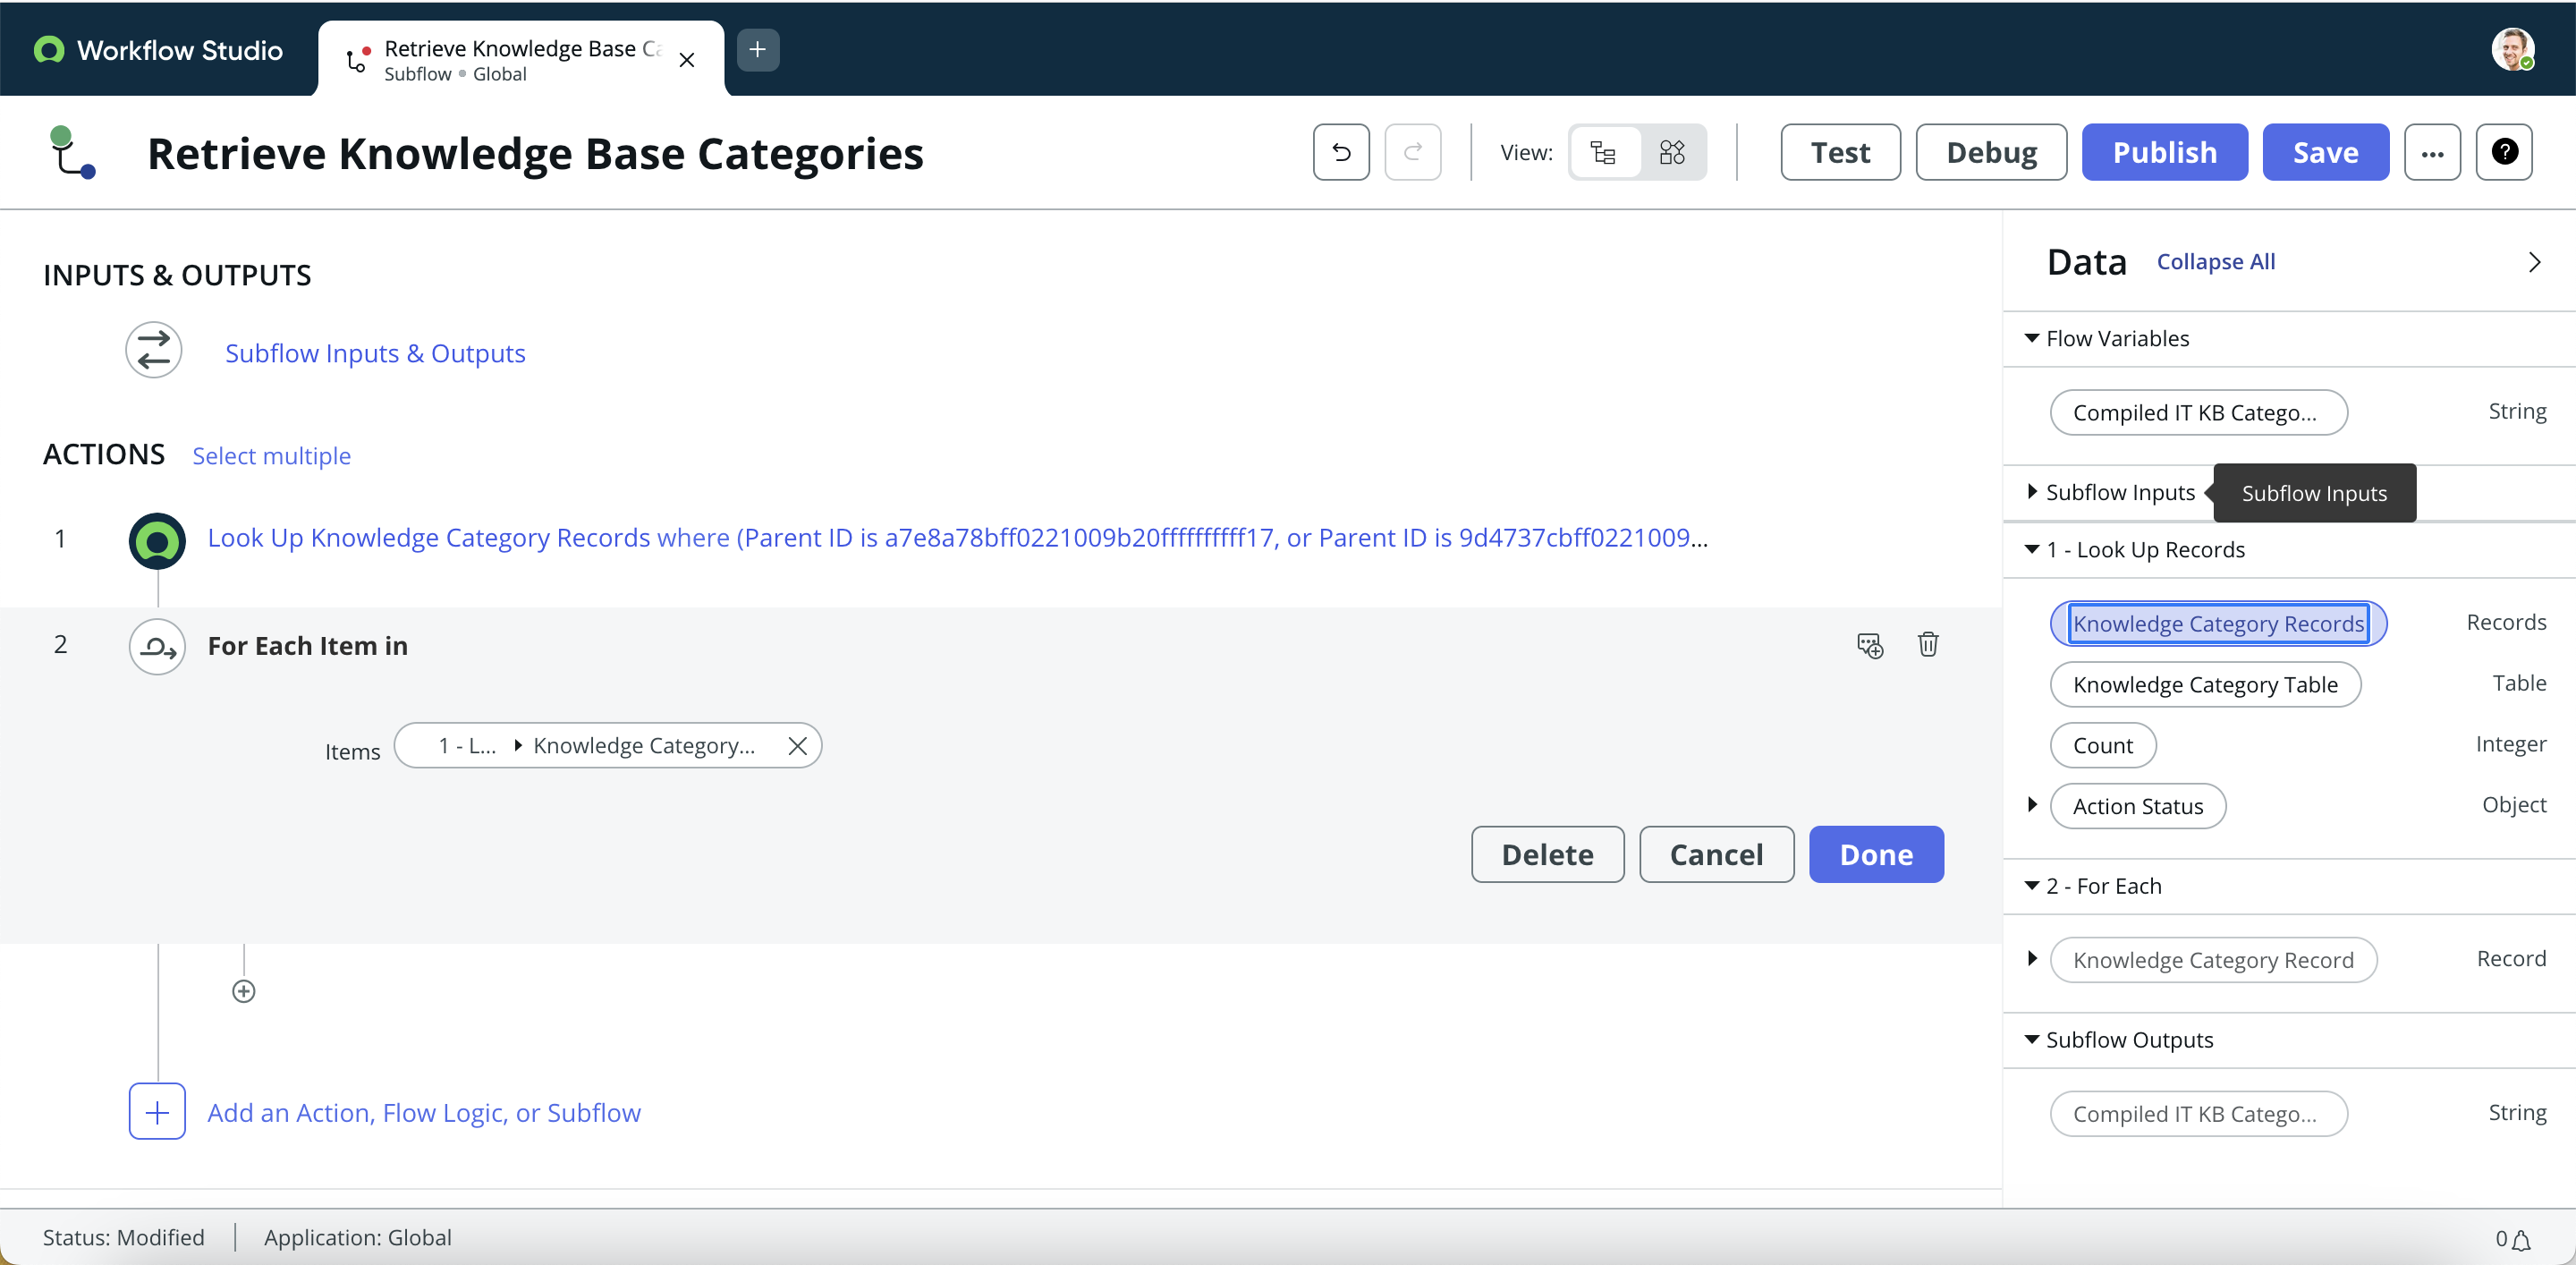 Workflow Studio
Retrieve Knowledge Base Ca
Subflow • Global
Retrieve Knowledge Base Categories
View:
Test
Debug
Publish
Save
INPUTS & OUTPUTS
Subflow Inputs & Outputs
ACTIONS Select multiple
1 Look Up Knowledge Category Records where (Parent ID is a7e8a78bff0221009b20ffffffffff17, or Parent ID is 9d4737cbff0221009...
2 For Each Item in
Items 1 - L... Knowledge Category...
Delete
Cancel
Done
Add an Action, Flow Logic, or Subflow
Data Collapse All
Flow Variables
Compiled IT KB Catego... String
Subflow Inputs
Subflow Inputs
1 - Look Up Records
Knowledge Category Records Records
Knowledge Category Table Table
Count Integer
Action Status Object
2 - For Each
Knowledge Category Record Record
Subflow Outputs
Compiled IT KB Catego... String
Status: Modified
Application: Global
0